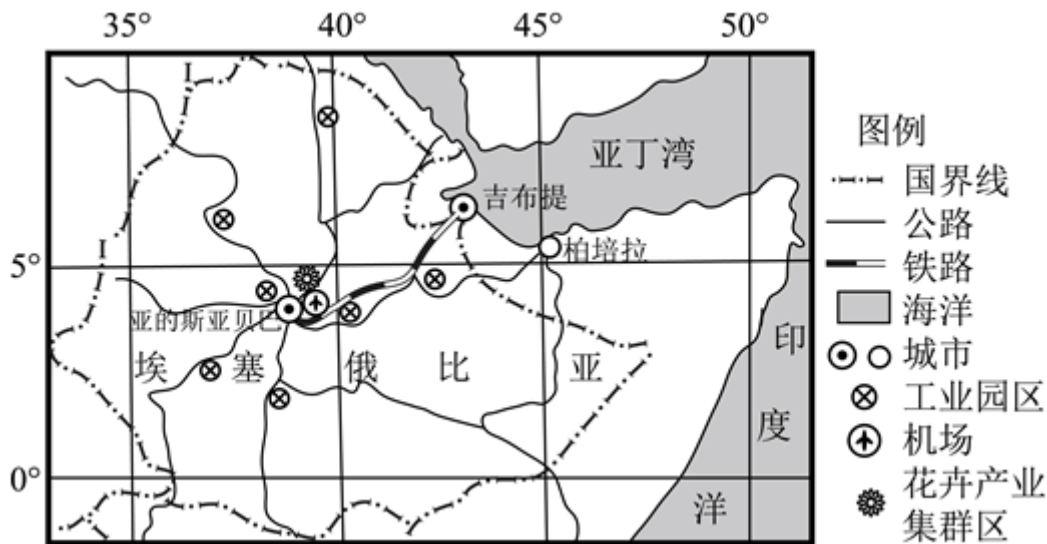 35° 40° 45° 50°
亚丁湾
吉布提
柏培拉
5°
亚的斯亚贝巴
埃塞俄比亚
0°
印度洋
图例
国界线
公路
铁路
海洋
城市
工业园区
机场
花卉产业
集群区